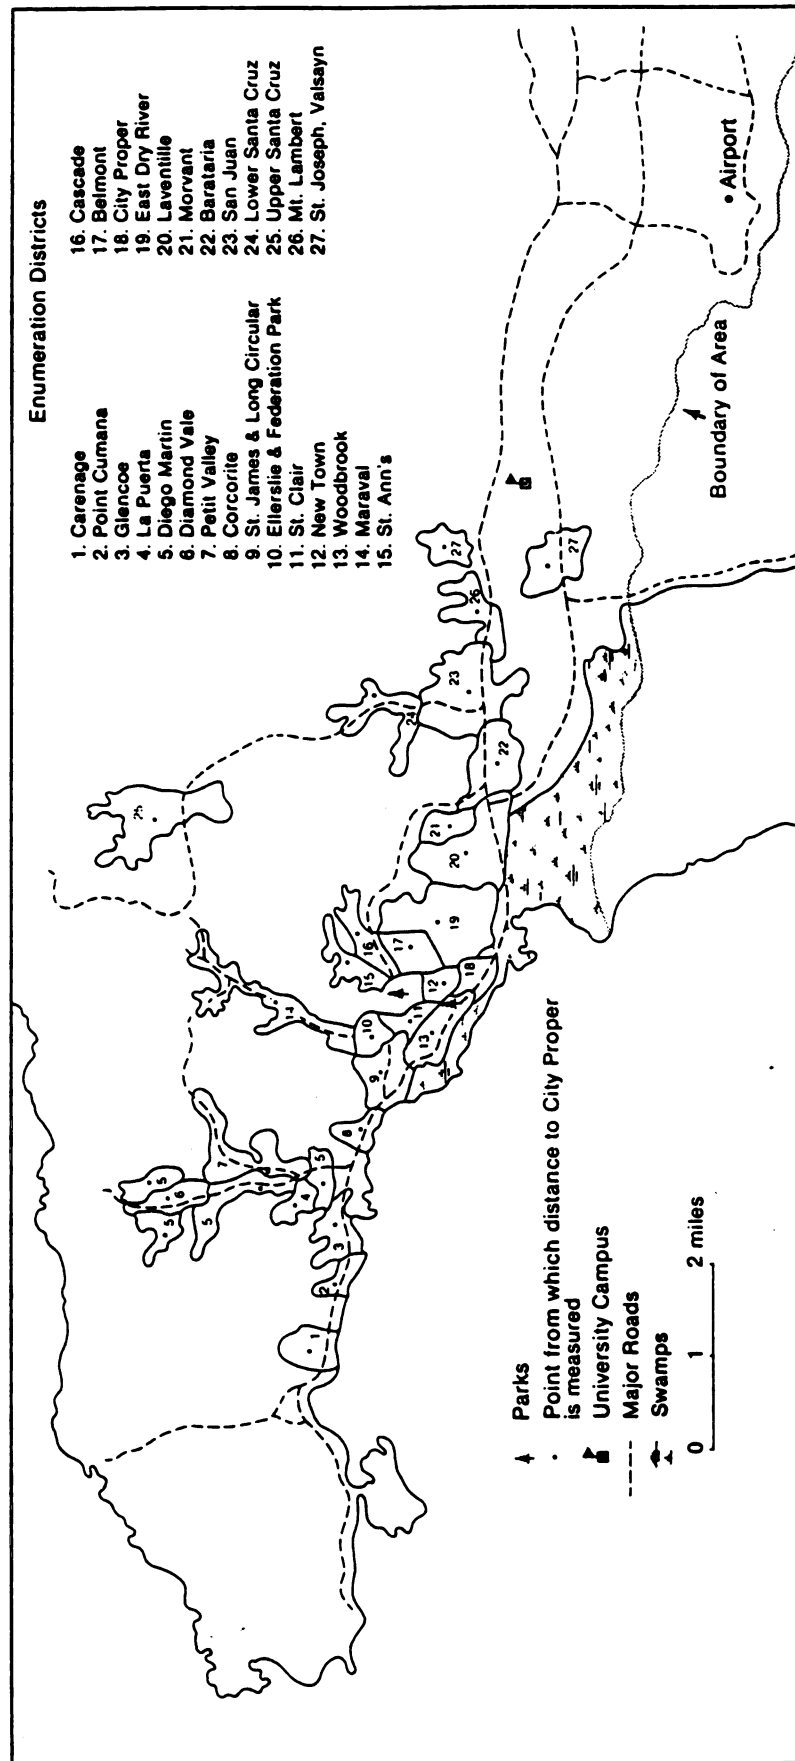 Enumeration Districts
1. Carenage
2. Point Cumana
3. Glencoe
4. La Puerta
5. Diego Martin
6. Diamond Vale
7. Petit Valley
8. Corcorite
9. St. James & Long Circular
10. Ellerslie & Federation Park
11. St. Clair
12. New Town
13. Woodbrook
14. Maraval
15. St. Ann's
16. Cascade
17. Belmont
18. City Proper
19. East Dry River
20. Laventille
21. Morvant
22. Barataria
23. San Juan
24. Lower Santa Cruz
25. Upper Santa Cruz
26. Mt. Lambert
27. St. Joseph, Valsayn
25
14
24
23
26
27
27
22
21
20
19
18
17
16
15
12
11
10
13
9
8
7
5
6
5
5
5
4
3
2
1
Airport
Boundary of Area
Parks
Point from which distance to City Proper
is measured
University Campus
Major Roads
Swamps
0 1 2 miles